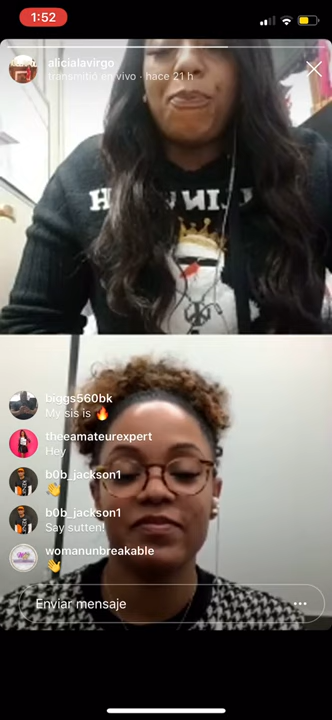 1:52
alicialavirgo
transmitió en vivo · hace 21 h
biggs560bk
My sis is 🔥
theeamateurexpert
Hey
b0b_jackson1
👋
b0b_jackson1
Say sutten!
womanunbreakable
👋
Enviar mensaje